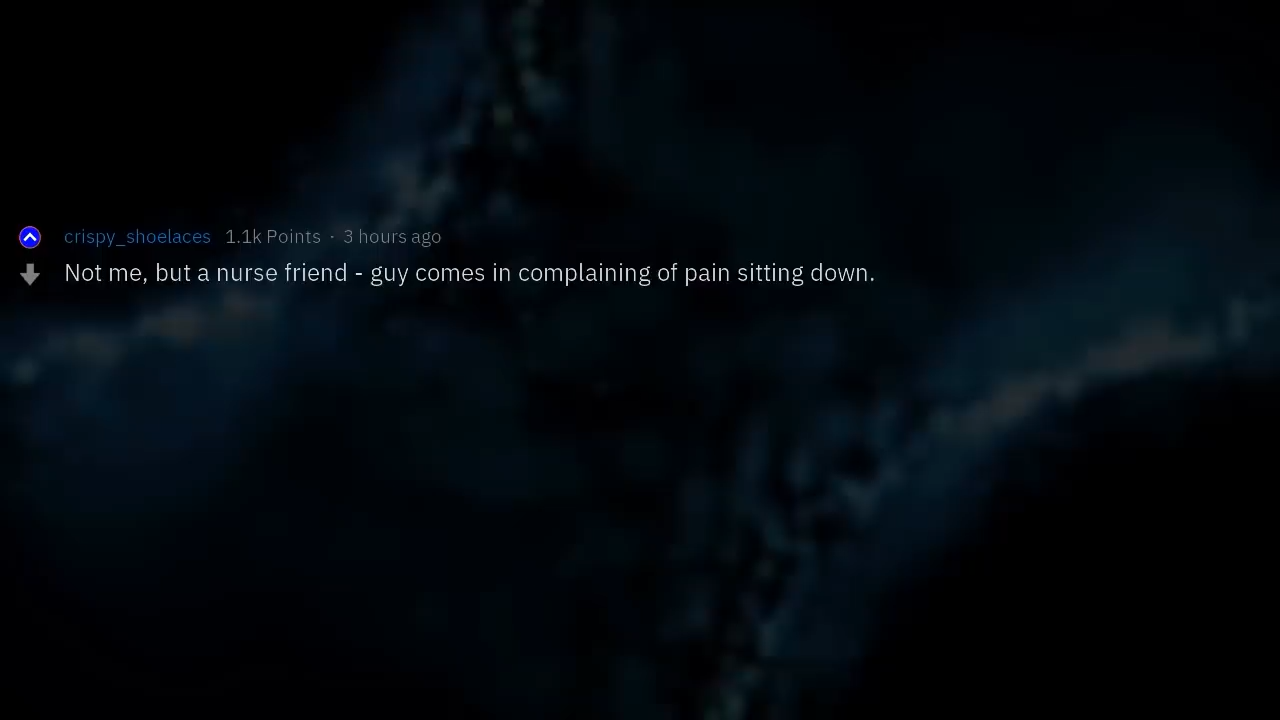 crispy_shoelaces 1.1k Points · 3 hours ago
Not me, but a nurse friend - guy comes in complaining of pain sitting down.